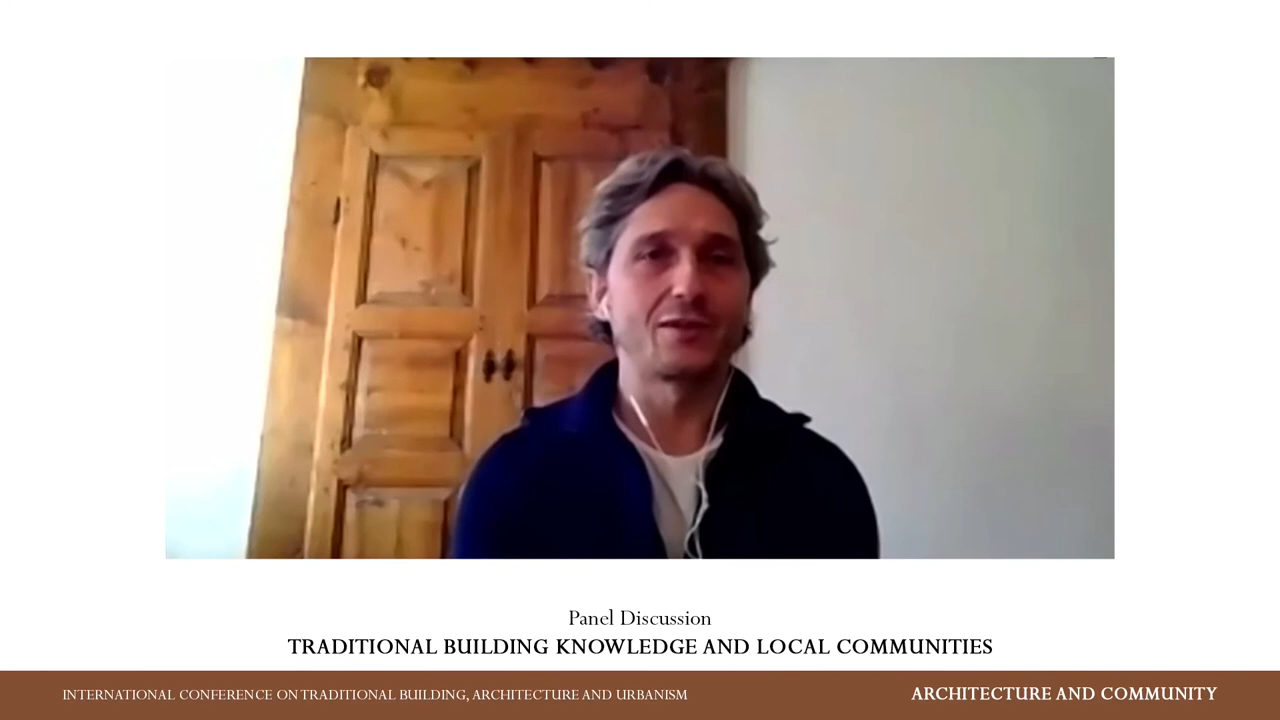 Panel Discussion
TRADITIONAL BUILDING KNOWLEDGE AND LOCAL COMMUNITIES
INTERNATIONAL CONFERENCE ON TRADITIONAL BUILDING, ARCHITECTURE AND URBANISM
ARCHITECTURE AND COMMUNITY